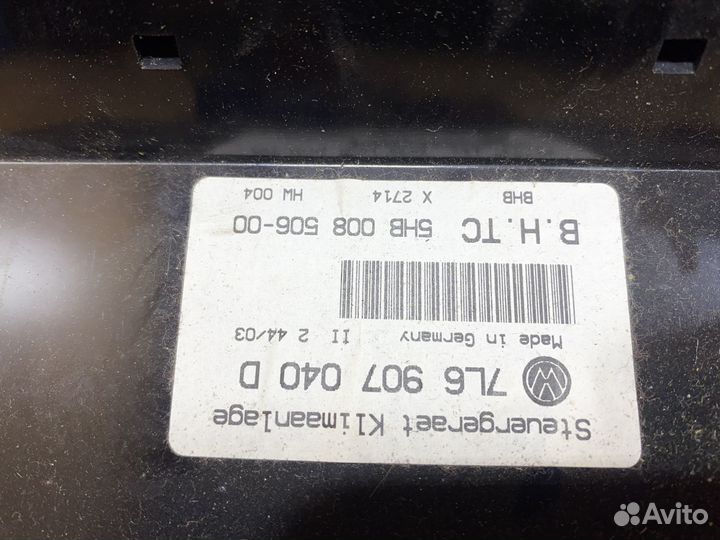 Steuergeraet Klimaanlage
7L6 907 040 D
Made in Germany II 2 44/03
B.H.TC 5HB 008 506-00
BHB X 2714 HW 004
Avito